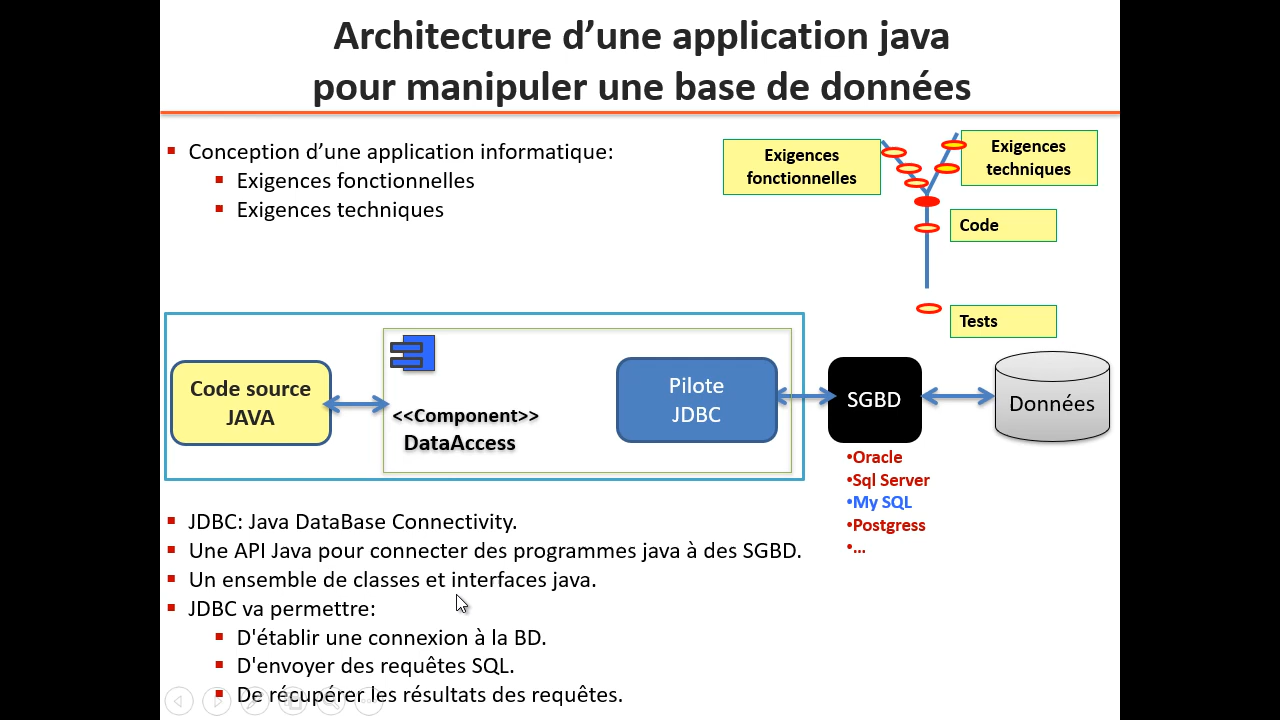 Architecture d’une application java
pour manipuler une base de données
Conception d’une application informatique:
Exigences fonctionnelles
Exigences techniques
Exigences
fonctionnelles
Exigences
techniques
Code
Tests
Code source
JAVA
<<Component>>
DataAccess
Pilote
JDBC
SGBD
Données
•Oracle
•Sql Server
•My SQL
•Postgress
•...
JDBC: Java DataBase Connectivity.
Une API Java pour connecter des programmes java à des SGBD.
Un ensemble de classes et interfaces java.
JDBC va permettre:
D'établir une connexion à la BD.
D'envoyer des requêtes SQL.
De récupérer les résultats des requêtes.